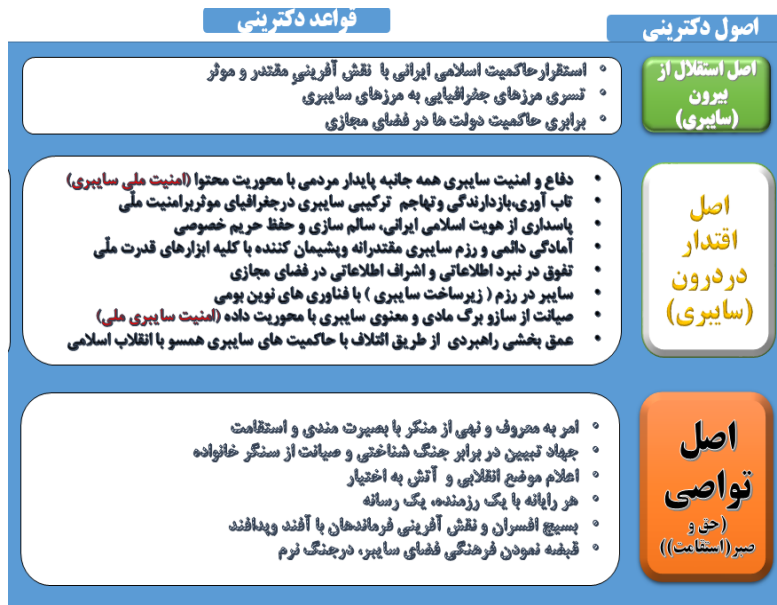 اصول دکترینی
قواعد دکترینی
اصل استقلال از
بیرون
(سایبری)
استقرار حاکمیت اسلامی ایرانی با نقش آفرینی مقتدر و موثر
تسری مرزهای جغرافیایی به مرزهای سایبری
برابری حاکمیت دولت ها در فضای مجازی
اصل
اقتدار
در درون
(سایبری)
دفاع و امنیت سایبری همه جانبه پایدار مردمی با محوریت محتوا (امنیت ملی سایبری)
تاب آوری،بازدارندگی وتهاجم ترکیبی سایبری درجغرافیای موثربرامنیت ملّی
پاسداری از هویت اسلامی ایرانی، سالم سازی و حفظ حریم خصوصی
آمادگی دائمی و رزم سایبری مقتدرانه وپشیمان کننده با کلیه ابزارهای قدرت ملّی
تفوق در نبرد اطلاعاتی و اشراف اطلاعاتی در فضای مجازی
سایبر در رزم ( زیرساخت سایبری ) با فناوری های نوین بومی
صیانت از سازو برگ مادی و معنوی سایبری با محوریت داده (امنیت سایبری ملی)
عمق بخشی راهبردی از طریق ائتلاف با حاکمیت های سایبری همسو با انقلاب اسلامی
اصل
تواصی
(حق و
صبر(استقامت))
امر به معروف و نهی از منکر با بصیرت مندی و استقامت
جهاد تبیین در برابر جنگ شناختی و صیانت از سنگر خانواده
اعلام موضع انقلابی و آتش به اختیار
هر رایانه با یک رزمنده، یک رسانه
بسیج افسران و نقش آفرینی فرماندهان با آفند وپدافند
قبضه نمودن فرهنگی فضای سایبر، درجنگ نرم